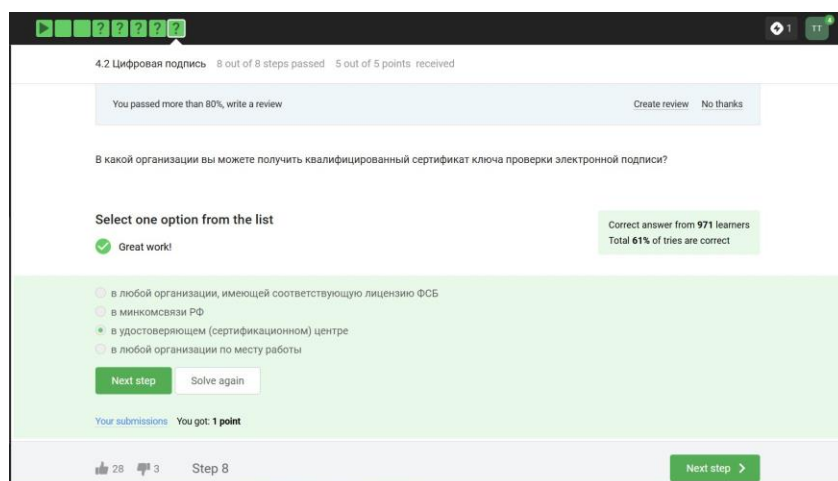 ? ? ? ? ?
1
TT
4
4.2 Цифровая подпись 8 out of 8 steps passed 5 out of 5 points received
You passed more than 80%, write a review Create review No thanks
В какой организации вы можете получить квалифицированный сертификат ключа проверки электронной подписи?
Select one option from the list
Great work!
Correct answer from 971 learners
Total 61% of tries are correct
в любой организации, имеющей соответствующую лицензию ФСБ
в минкомсвязи РФ
в удостоверяющем (сертификационном) центре
в любой организации по месту работы
Next step Solve again
Your submissions You got: 1 point
28 3 Step 8 Next step